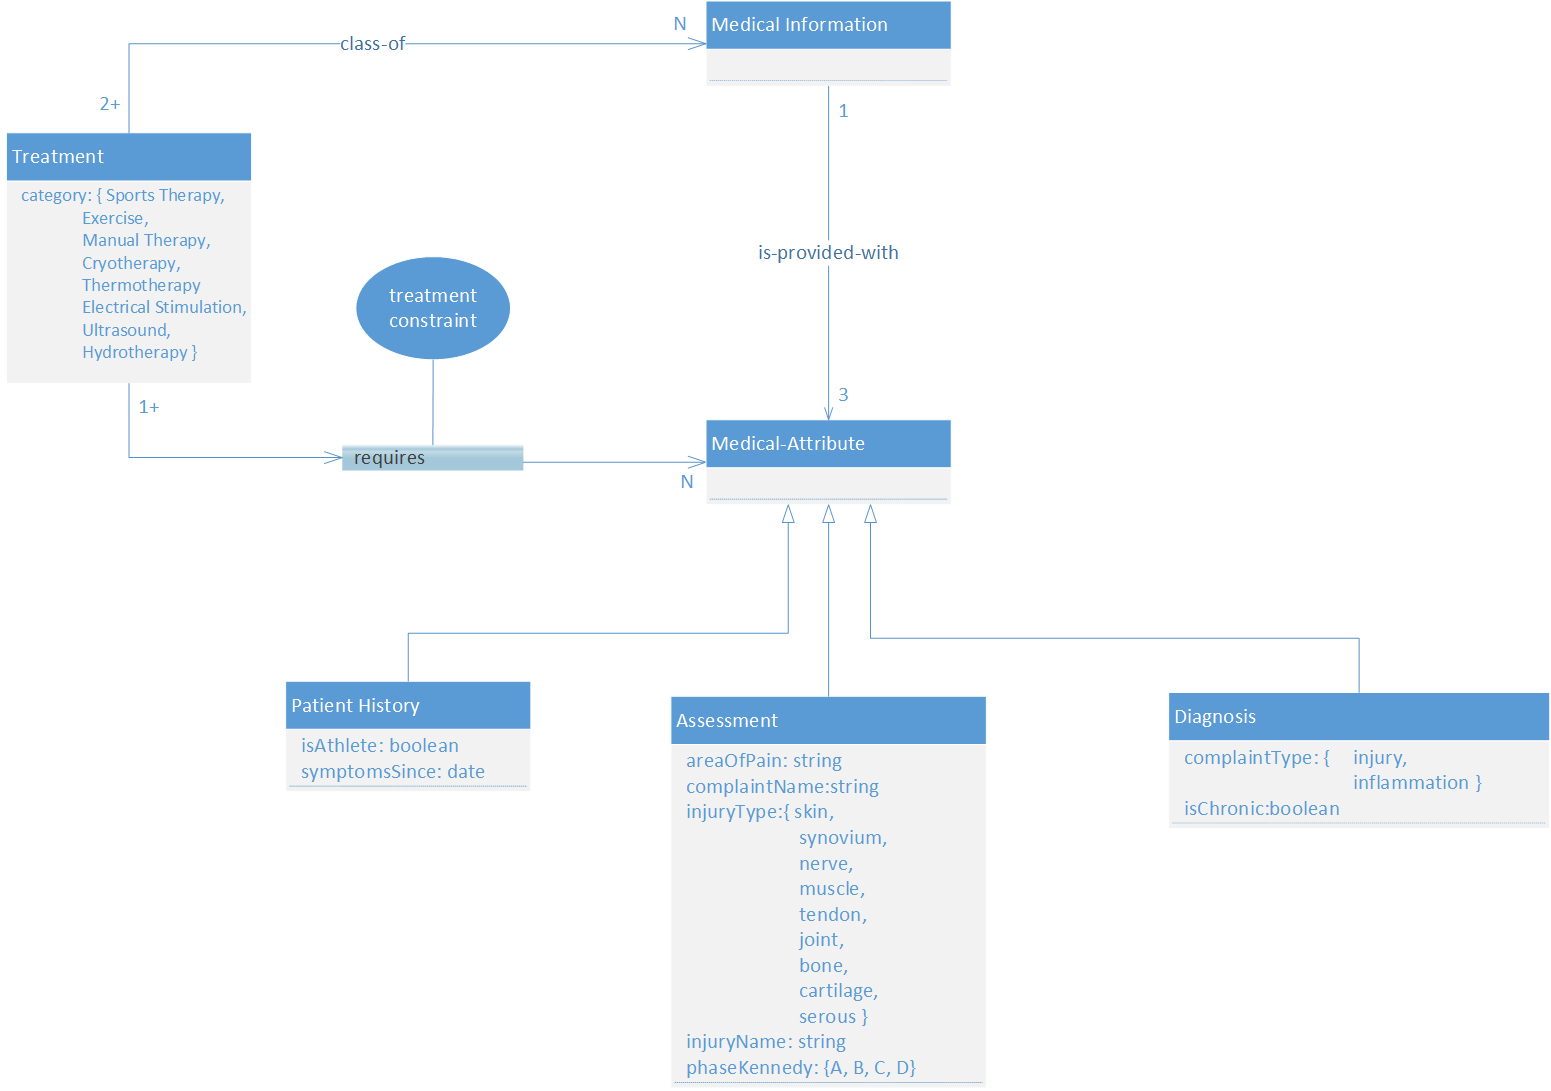 N
Medical Information
class-of
2+
1
Treatment
category: { Sports Therapy,
Exercise,
Manual Therapy,
Cryotherapy,
Thermotherapy
Electrical Stimulation,
Ultrasound,
Hydrotherapy }
is-provided-with
treatment
constraint
3
1+
Medical-Attribute
requires
N
Patient History
isAthlete: boolean
symptomsSince: date
Assessment
areaOfPain: string
complaintName:string
injuryType:{ skin,
synovium,
nerve,
muscle,
tendon,
joint,
bone,
cartilage,
serous }
injuryName: string
phaseKennedy: {A, B, C, D}
Diagnosis
complaintType: { injury,
inflammation }
isChronic:boolean